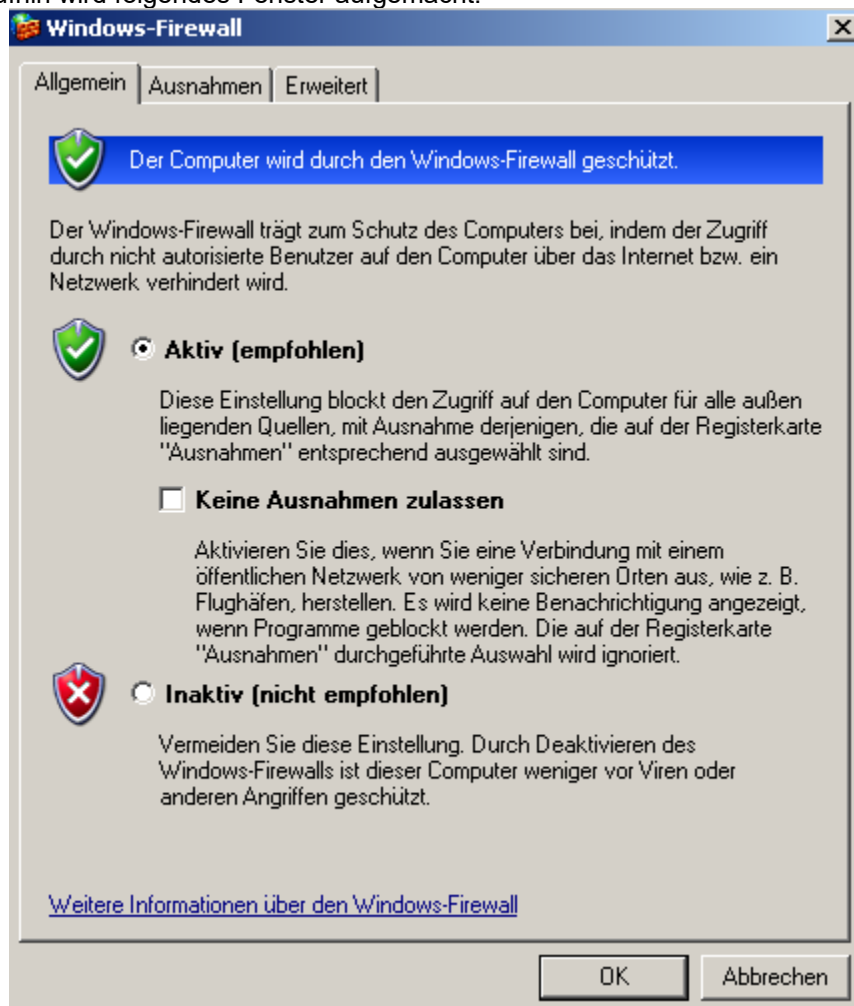 wird folgendes Fenster aufgemacht:
Windows-Firewall
Allgemein Ausnahmen Erweitert
Der Computer wird durch den Windows-Firewall geschützt.
Der Windows-Firewall trägt zum Schutz des Computers bei, indem der Zugriff
durch nicht autorisierte Benutzer auf den Computer über das Internet bzw. ein
Netzwerk verhindert wird.
Aktiv (empfohlen)
Diese Einstellung blockt den Zugriff auf den Computer für alle außen
liegenden Quellen, mit Ausnahme derjenigen, die auf der Registerkarte
"Ausnahmen" entsprechend ausgewählt sind.
Keine Ausnahmen zulassen
Aktivieren Sie dies, wenn Sie eine Verbindung mit einem
öffentlichen Netzwerk von weniger sicheren Orten aus, wie z. B.
Flughäfen, herstellen. Es wird keine Benachrichtigung angezeigt,
wenn Programme geblockt werden. Die auf der Registerkarte
"Ausnahmen" durchgeführte Auswahl wird ignoriert.
Inaktiv (nicht empfohlen)
Vermeiden Sie diese Einstellung. Durch Deaktivieren des
Windows-Firewalls ist dieser Computer weniger vor Viren oder
anderen Angriffen geschützt.
Weitere Informationen über den Windows-Firewall
OK Abbrechen